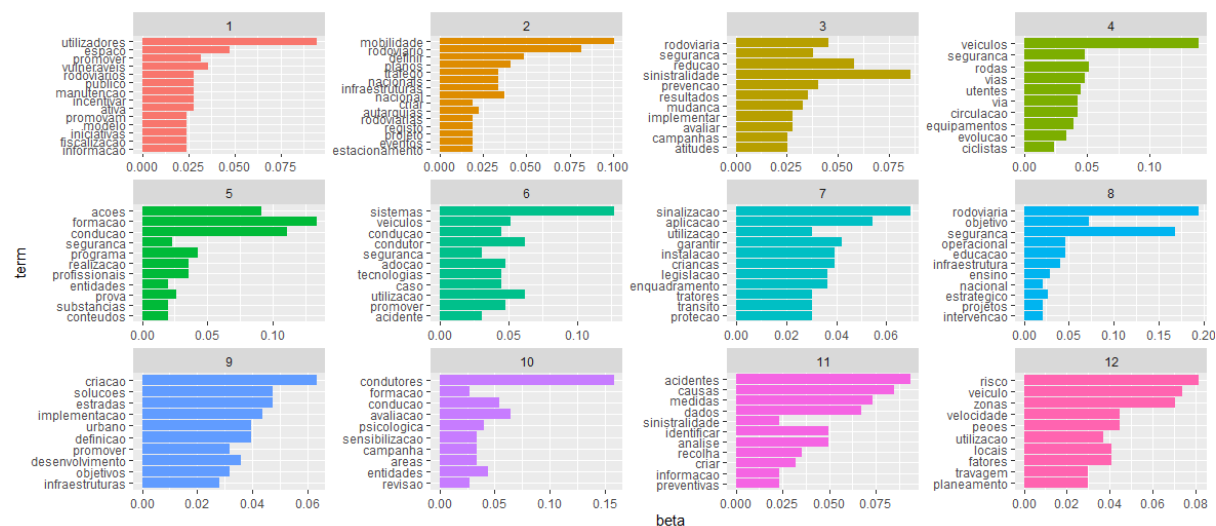 1
utilizadores
espaco
promover
vulneraveis
rodoviarios
publico
manutencao
incentivar
ativa
promovam
modelo
iniciativas
fiscalizacao
informacao
0.000 0.025 0.050 0.075
2
mobilidade
rodoviario
definir
planos
trafego
nacionais
infraestruturas
nacional
criar
autarquias
rodoviarias
registo
projeto
eventos
estacionamento
0.000 0.025 0.050 0.075 0.100
3
rodoviaria
seguranca
reducao
sinistralidade
prevencao
resultados
mudanca
implementar
avaliar
campanhas
atitudes
0.000 0.025 0.050 0.075
4
veiculos
seguranca
rodas
vias
utentes
via
circulacao
equipamentos
evolucao
ciclistas
0.00 0.05 0.10
5
acoes
formacao
conducao
seguranca
programa
realizacao
profissionais
entidades
prova
substancias
conteudos
0.00 0.05 0.10
6
sistemas
veiculos
conducao
condutor
seguranca
adocao
tecnologias
caso
utilizacao
promover
acidente
0.00 0.05 0.10
7
sinalizacao
aplicacao
utilizacao
garantir
instalacao
criancas
legislacao
enquadramento
tratores
transito
protecao
0.00 0.02 0.04 0.06
8
rodoviaria
objetivo
seguranca
operacional
educacao
infraestrutura
ensino
nacional
estrategico
projetos
intervencao
0.00 0.05 0.10 0.15 0.20
9
criacao
solucoes
estradas
implementacao
urbano
definicao
promover
desenvolvimento
objetivos
infraestruturas
0.00 0.02 0.04 0.06
10
condutores
formacao
conducao
avaliacao
psicologica
sensibilizacao
campanha
areas
entidades
revisao
0.00 0.05 0.10 0.15
11
acidentes
causas
medidas
dados
sinistralidade
identificar
analise
recolha
criar
informacao
preventivas
0.000 0.025 0.050 0.075
12
risco
veiculo
zonas
velocidade
peoes
utilizacao
locais
fatores
travagem
planeamento
0.00 0.02 0.04 0.06 0.08
term
beta